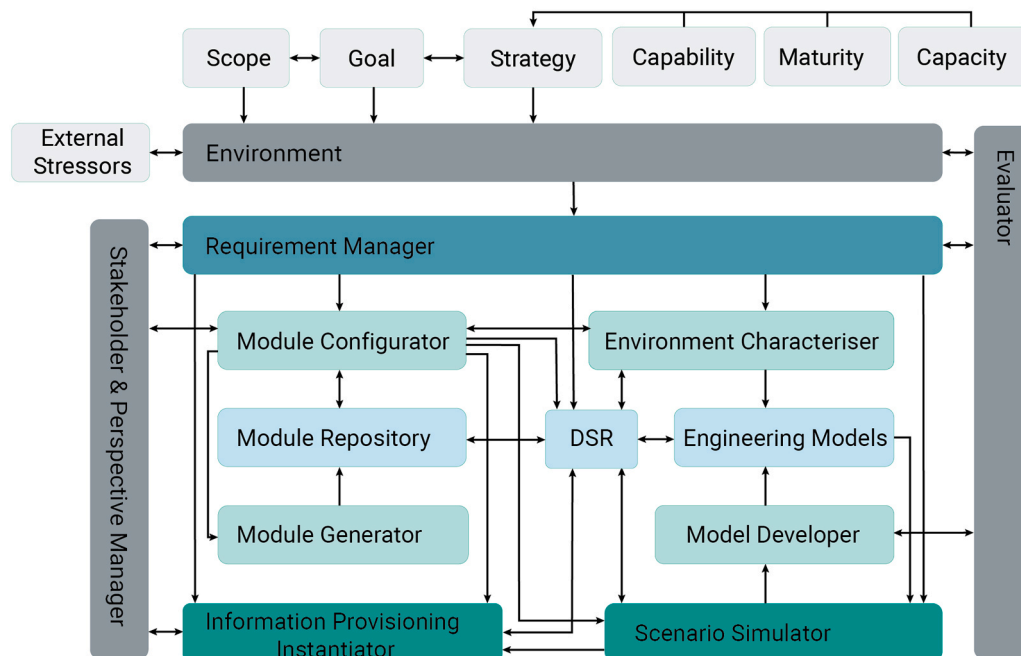 Scope
Goal
Strategy
Capability
Maturity
Capacity
External
Stressors
Environment
Evaluator
Stakeholder & Perspective Manager
Requirement Manager
Module Configurator
Environment Characteriser
Module Repository
DSR
Engineering Models
Module Generator
Model Developer
Information Provisioning
Instantiator
Scenario Simulator